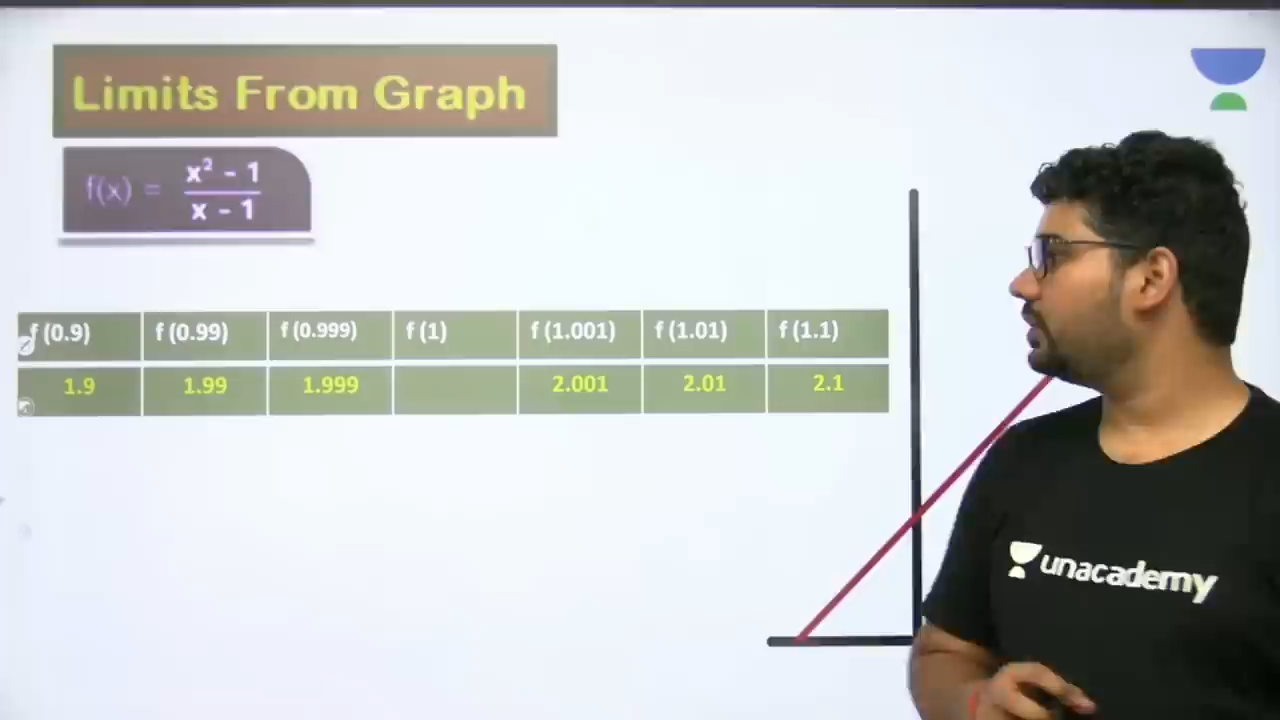 Limits From Graph
f(x) = x² - 1
x - 1
f (0.9) f (0.99) f (0.999) f (1) f (1.001) f (1.01) f (1.1)
1.9 1.99 1.999 2.001 2.01 2.1
unacademy